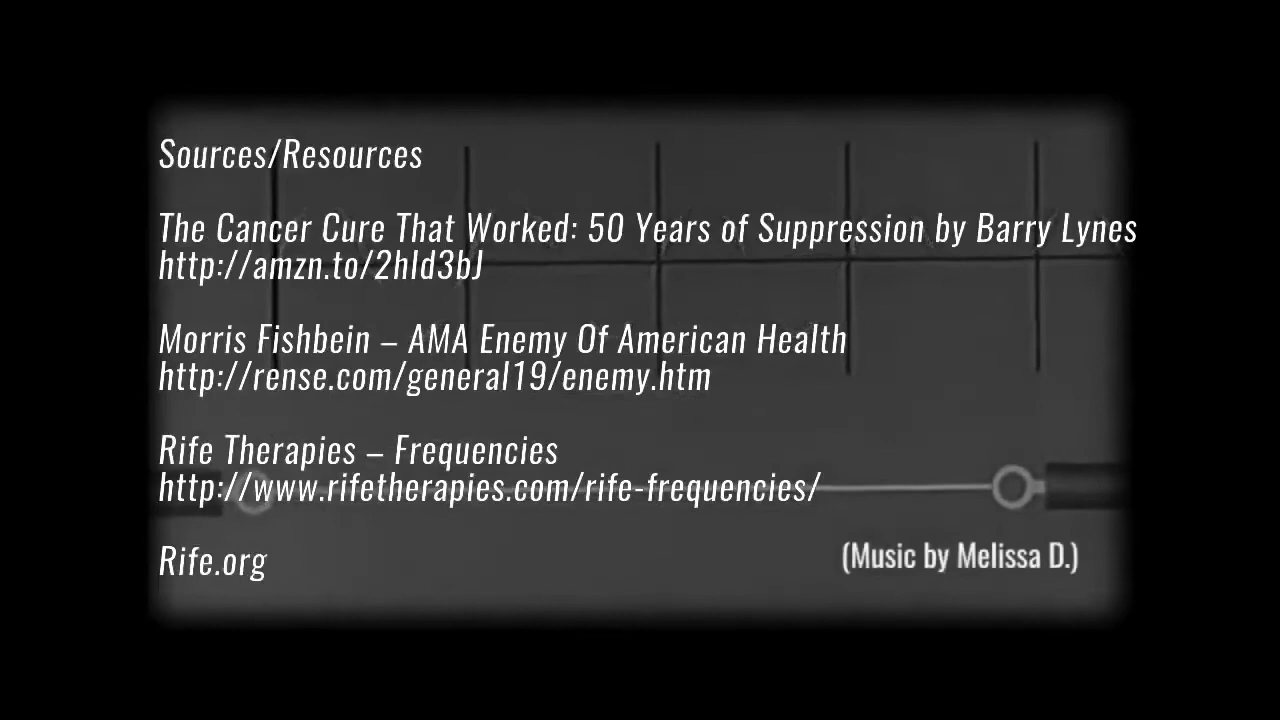 Sources/Resources
The Cancer Cure That Worked: 50 Years of Suppression by Barry Lynes
http://amzn.to/2hId3bJ
Morris Fishbein – AMA Enemy Of American Health
http://rense.com/general19/enemy.htm
Rife Therapies – Frequencies
http://www.rifetherapies.com/rife-frequencies/
Rife.org
(Music by Melissa D.)